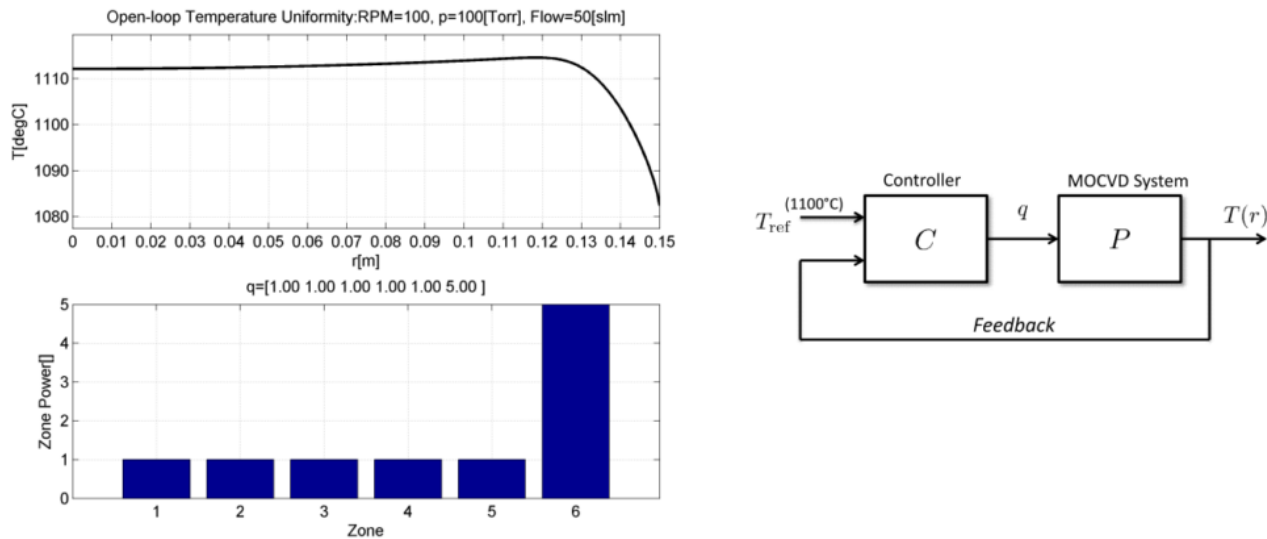 Open-loop Temperature Uniformity:RPM=100, p=100[Torr], Flow=50[slm]
T[degC]
1110
1100
1090
1080
0 0.01 0.02 0.03 0.04 0.05 0.06 0.07 0.08 0.09 0.1 0.11 0.12 0.13 0.14 0.15
r[m]
q=[1.00 1.00 1.00 1.00 1.00 5.00 ]
Zone Power[]
5
4
3
2
1
0
1 2 3 4 5 6
Zone
Controller
MOCVD System
(1100°C)
T_ref
C
q
P
T(r)
Feedback